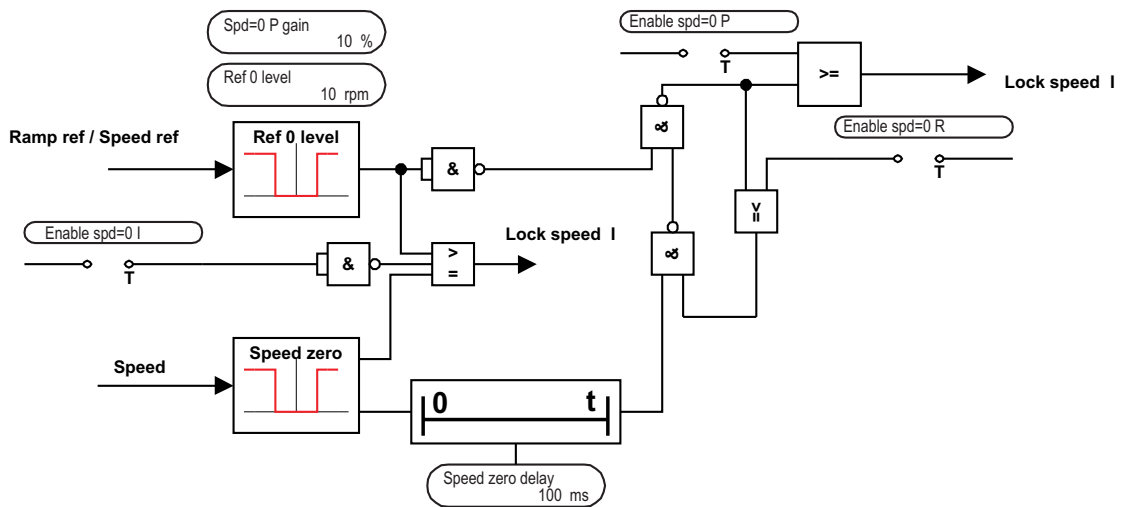 Spd=0 P gain
10 %
Enable spd=0 P
T
>=
Lock speed I
Ref 0 level
10 rpm
Enable spd=0 R
T
Ramp ref / Speed ref
Ref 0 level
&
&
>=
Enable spd=0 I
T
&
>
=
Lock speed I
&
Speed
Speed zero
0 t
Speed zero delay
100 ms